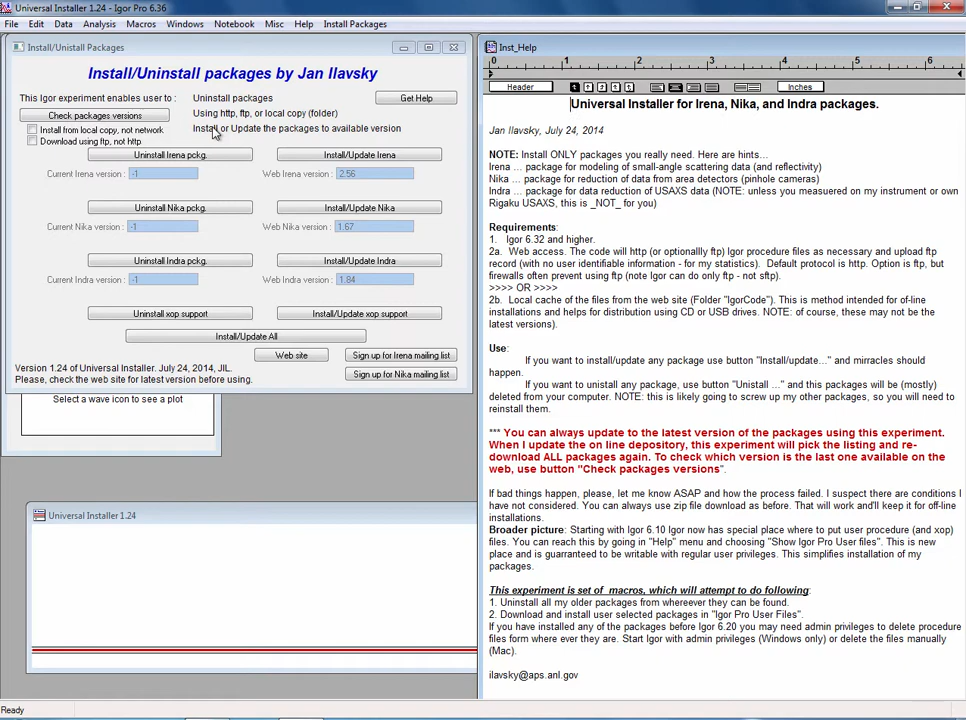 Universal Installer 1.24 - Igor Pro 6.36
File Edit Data Analysis Macros Windows Notebook Misc Help Install Packages
Install/Unistall Packages
Install/Uninstall packages by Jan Ilavsky
This Igor experiment enables user to :
Uninstall packages
Get Help
Check packages versions
Using http, ftp, or local copy (folder)
Install from local copy, not network
Install or Update the packages to available version
Download using ftp, not http
Uninstall Irena pckg.
Install/Update Irena
Current Irena version :
-1
Web Irena version :
2.56
Uninstall Nika pckg.
Install/Update Nika
Current Nika version :
-1
Web Nika version :
1.67
Uninstall Indra pckg.
Install/Update Indra
Current Indra version :
-1
Web Indra version :
1.84
Uninstall xop support
Install/Update xop support
Install/Update All
Web site
Sign up for Irena mailing list
Version 1.24 of Universal Installer. July 24, 2014, JIL.
Please, check the web site for latest version before using.
Sign up for Nika mailing list
Select a wave icon to see a plot
Universal Installer 1.24
Ready
Inst_Help
0 1 2 3 4 5 6
Header
Inches
Universal Installer for Irena, Nika, and Indra packages.
Jan Ilavsky, July 24, 2014
NOTE: Install ONLY packages you really need. Here are hints...
Irena ... package for modeling of small-angle scattering data (and reflectivity)
Nika ... package for reduction of data from area detectors (pinhole cameras)
Indra ... package for data reduction of USAXS data (NOTE: unless you measuered on my instrument or own
Rigaku USAXS, this is _NOT_ for you)
Requirements:
1. Igor 6.32 and higher.
2a. Web access. The code will http (or optionallly ftp) Igor procedure files as necessary and upload ftp
record (with no user identifiable information - for my statistics). Default protocol is http. Option is ftp, but
firewalls often prevent using ftp (note Igor can do only ftp - not sftp).
>>>> OR >>>>
2b. Local cache of the files from the web site (Folder "IgorCode"). This is method intended for of-line
installations and helps for distribution using CD or USB drives. NOTE: of course, these may not be the
latest versions).
Use:
If you want to install/update any package use button "Install/update..." and mirracles should
happen.
If you want to unistall any package, use button "Unistall ..." and this packages will be (mostly)
deleted from your computer. NOTE: this is likely going to screw up my other packages, so you will need to
reinstall them.
*** You can always update to the latest version of the packages using this experiment.
When I update the on line depository, this experiment will pick the listing and re-
download ALL packages again. To check which version is the last one available on the
web, use button "Check packages versions".
If bad things happen, please, let me know ASAP and how the process failed. I suspect there are conditions I
have not considered. You can always use zip file download as before. That will work and'll keep it for off-line
installations.
Broader picture: Starting with Igor 6.10 Igor now has special place where to put user procedure (and xop)
files. You can reach this by going in "Help" menu and choosing "Show Igor Pro User files". This is new
place and is guarranteed to be writable with regular user privileges. This simplifies installation of my
packages.
This experiment is set of macros, which will attempt to do following:
1. Uninstall all my older packages from whereever they can be found.
2. Download and install user selected packages in "Igor Pro User Files".
If you have installed any of the packages before Igor 6.20 you may need admin privileges to delete procedure
files form where ever they are. Start Igor with admin privileges (Windows only) or delete the files manually
(Mac).
ilavsky@aps.anl.gov